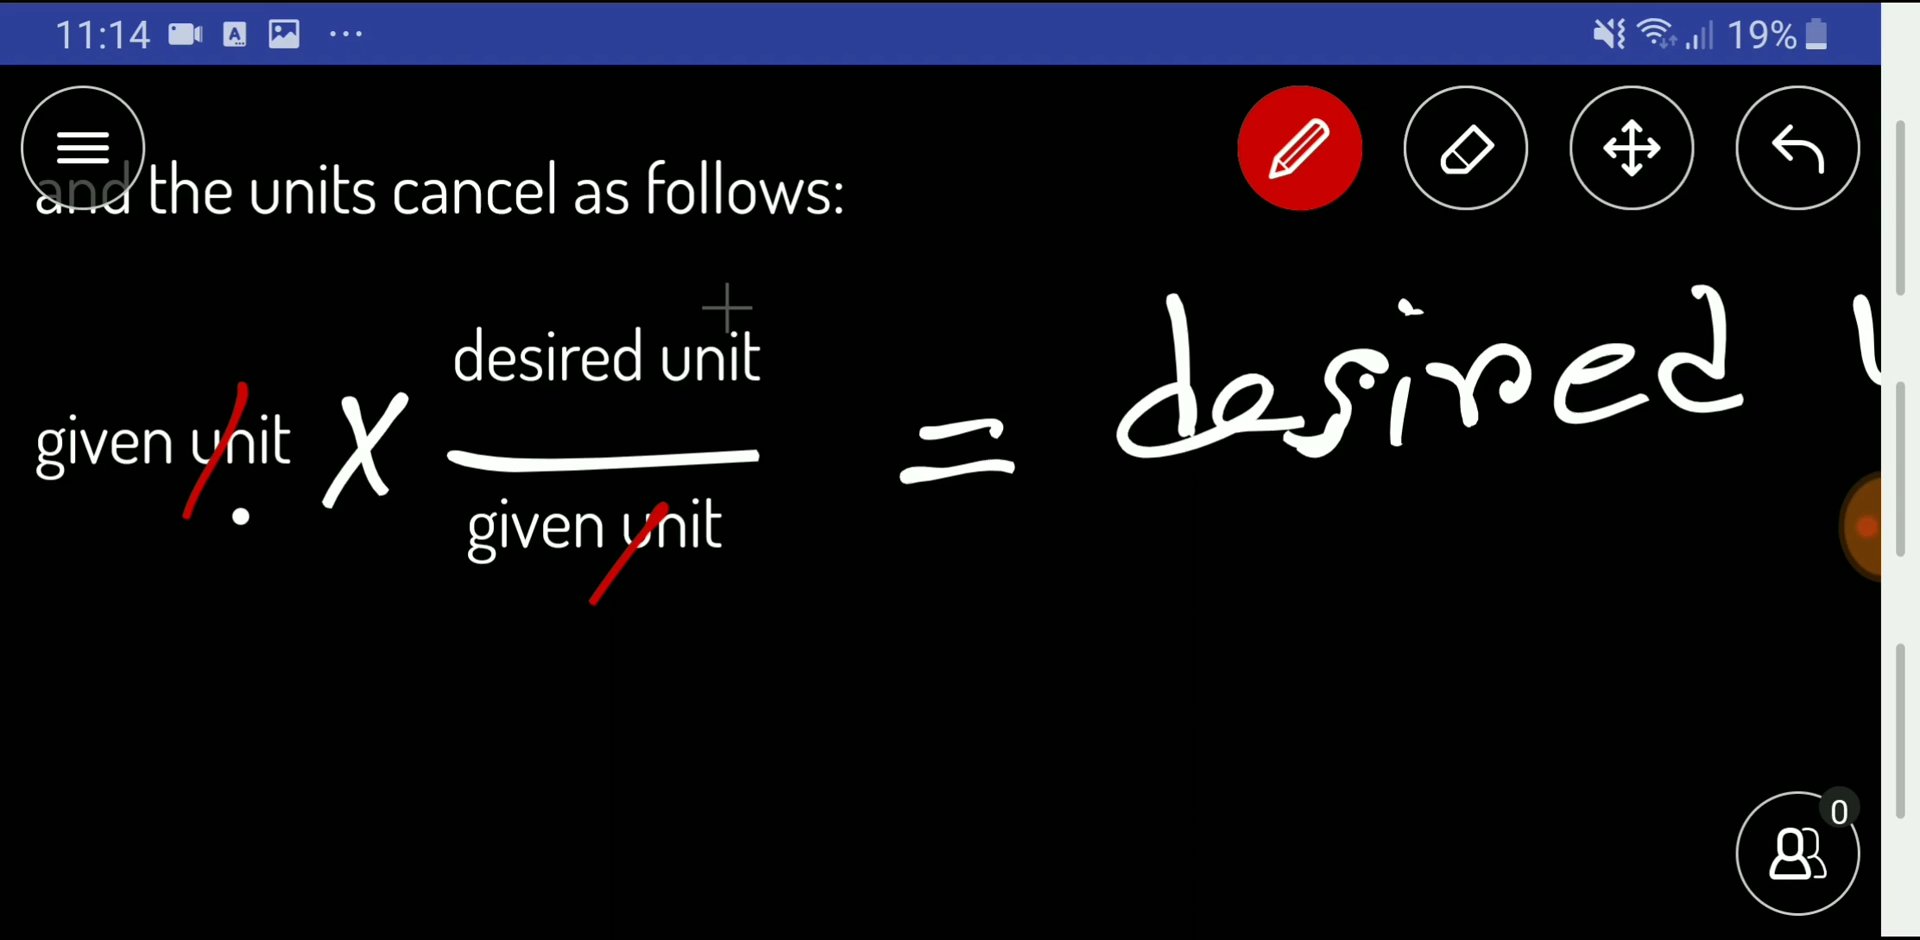 11:14 A ... 19%
and the units cancel as follows:
desired unit
given unit X = desired
given unit
0